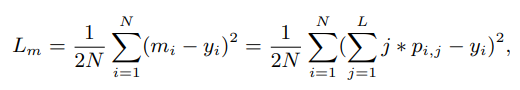 L_m = \frac{1}{2N} \sum_{i=1}^{N} (m_i - y_i)^2 = \frac{1}{2N} \sum_{i=1}^{N} (\sum_{j=1}^{L} j * p_{i,j} - y_i)^2,